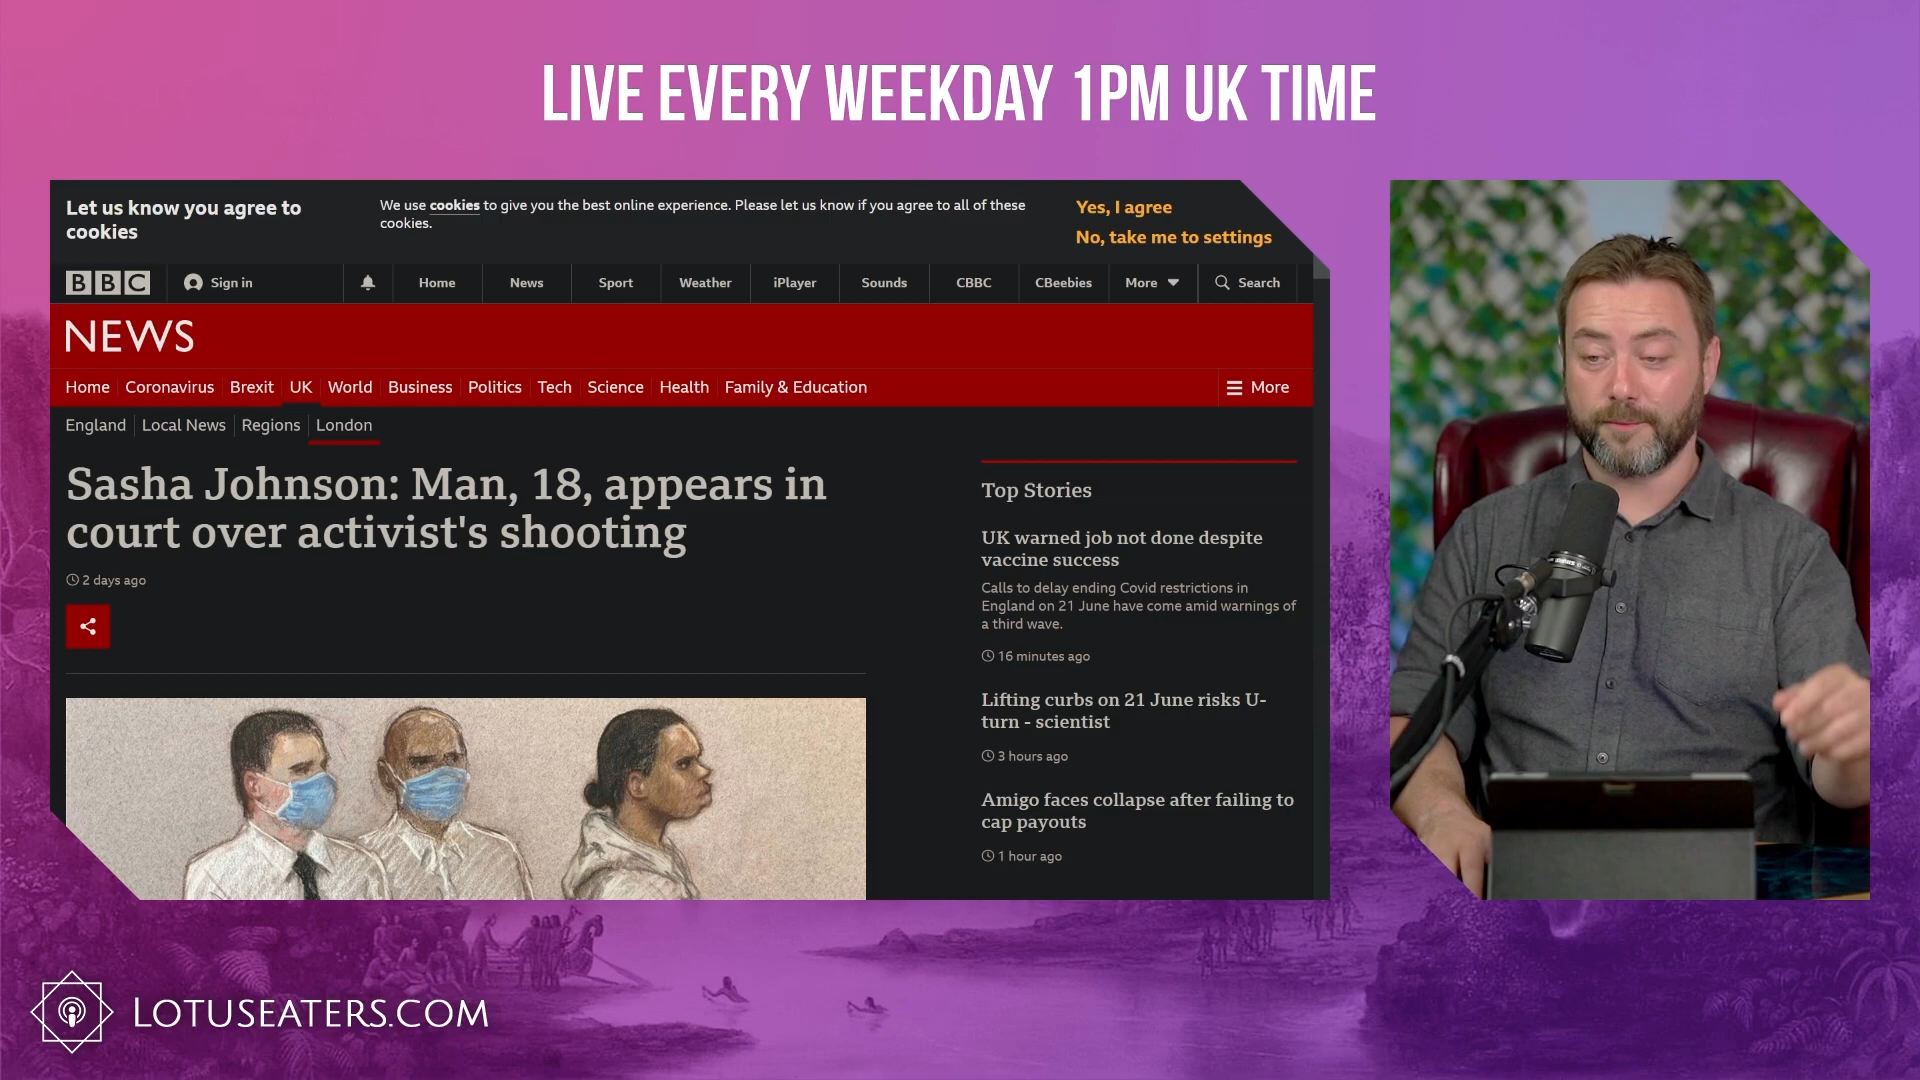 LIVE EVERY WEEKDAY 1PM UK TIME
Let us know you agree to
cookies
We use cookies to give you the best online experience. Please let us know if you agree to all of these
cookies.
Yes, I agree
No, take me to settings
BBC
Sign in
Home
News
Sport
Weather
iPlayer
Sounds
CBBC
CBeebies
More
Search
NEWS
Home
Coronavirus
Brexit
UK
World
Business
Politics
Tech
Science
Health
Family & Education
More
England
Local News
Regions
London
Sasha Johnson: Man, 18, appears in
court over activist's shooting
2 days ago
Top Stories
UK warned job not done despite
vaccine success
Calls to delay ending Covid restrictions in
England on 21 June have come amid warnings of
a third wave.
16 minutes ago
Lifting curbs on 21 June risks U-
turn - scientist
3 hours ago
Amigo faces collapse after failing to
cap payouts
1 hour ago
LOTUSEATERS.COM